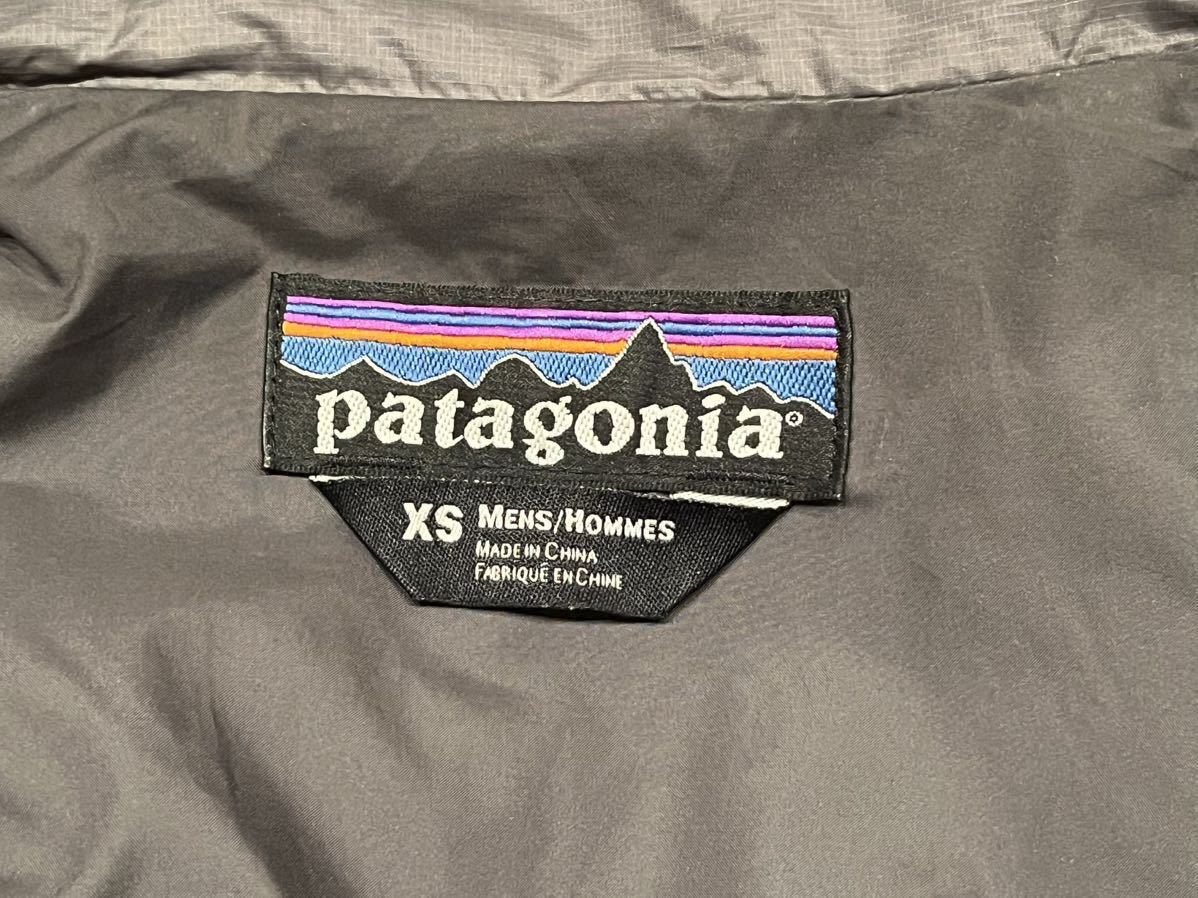 patagonia®
XS MENS/HOMMES
MADE IN CHINA
FABRIQUÉ EN CHINE